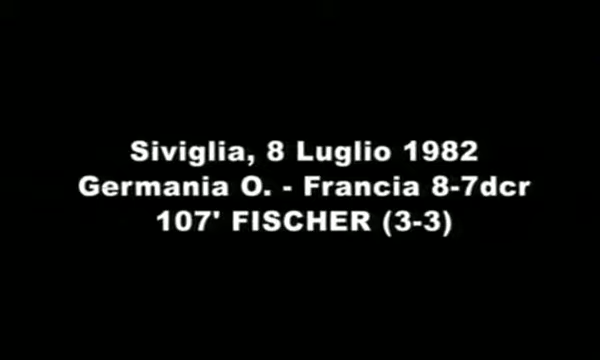 Siviglia, 8 Luglio 1982
Germania O. - Francia 8-7dcr
107' FISCHER (3-3)